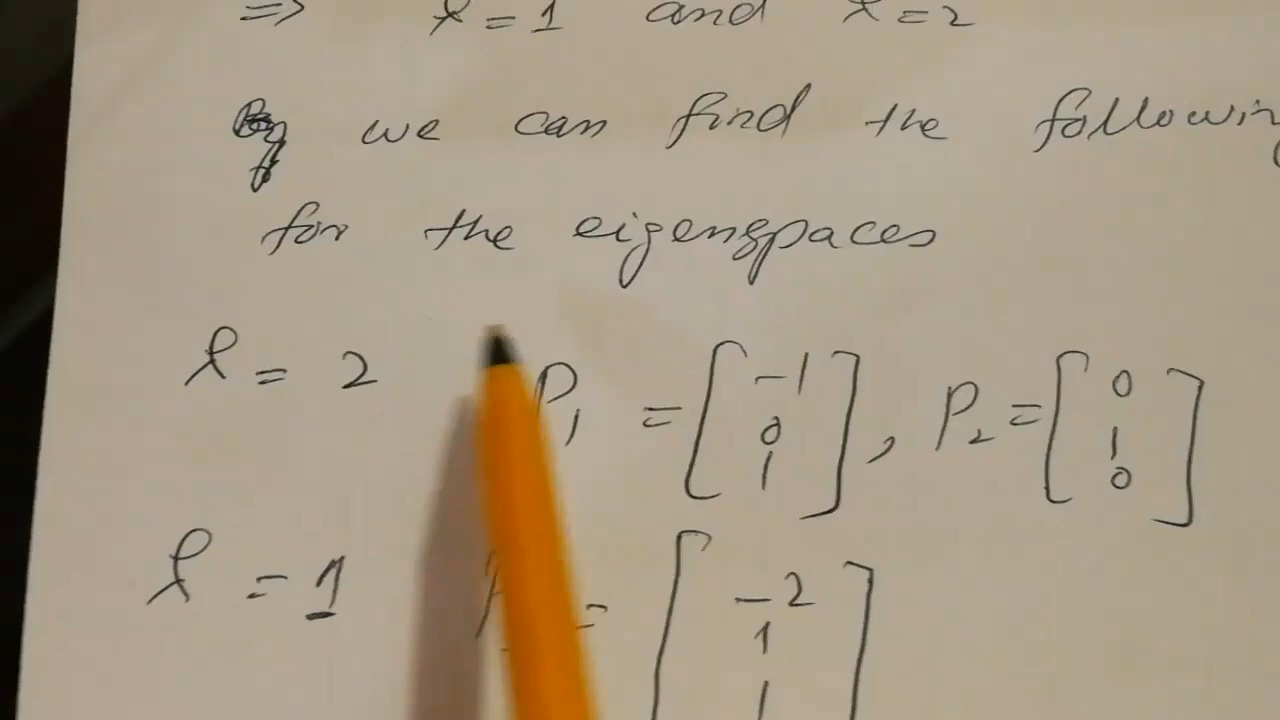 => λ = 1 and λ = 2
we can find the followin
for the eigenspaces
λ = 2 P₁ = [-1 0 1], P₂ = [0 1 0]
λ = 1 = [-2 1 1